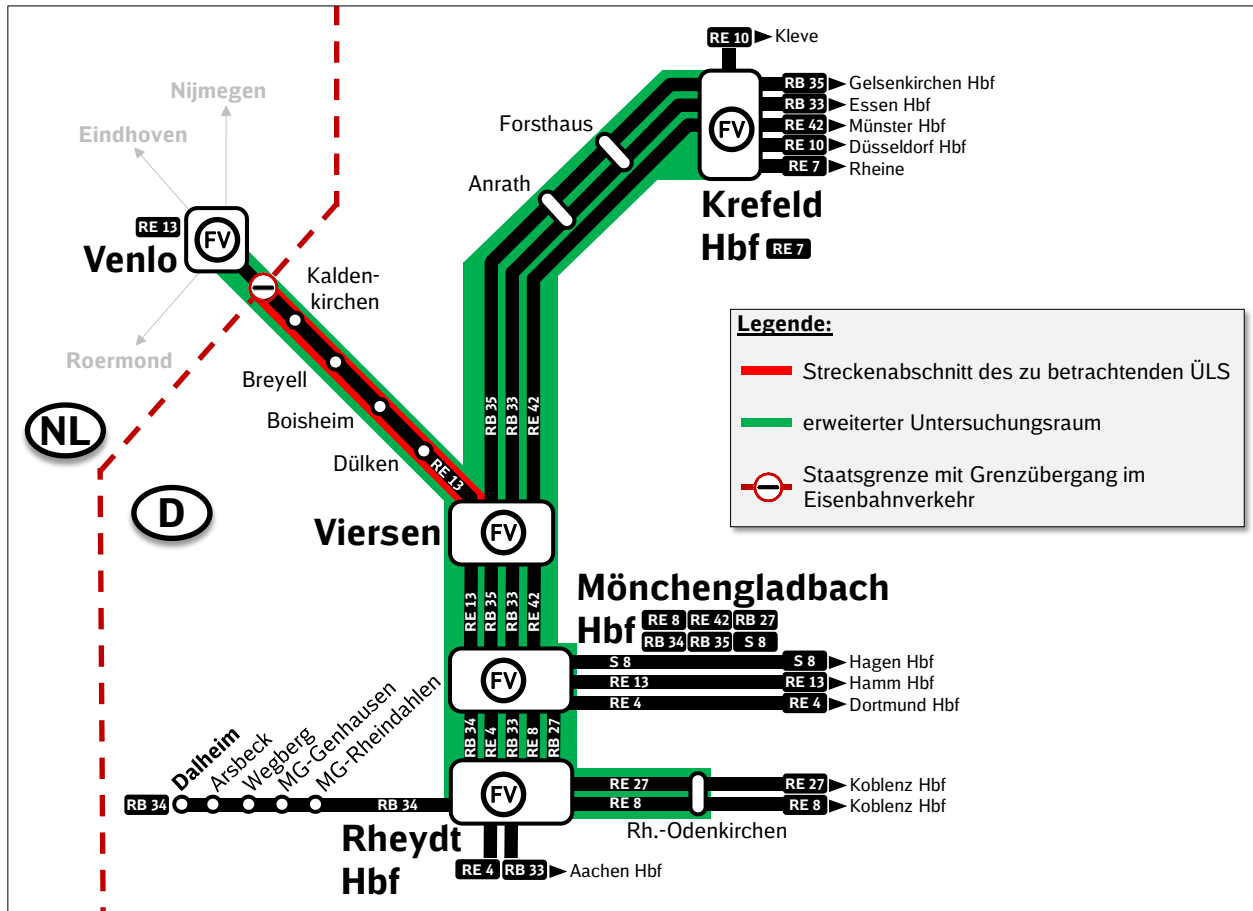 RE 10
Kleve
Nijmegen
Eindhoven
RB 35
Gelsenkirchen Hbf
RB 33
Essen Hbf
RE 42
Münster Hbf
RE 10
Düsseldorf Hbf
RE 7
Rheine
FV
Forsthaus
Anrath
Krefeld
Hbf RE 7
RE 13
FV
Venlo
Kalden-
kirchen
Roermond
Breyell
Boisheim
Dülken
RE 13
RB 35
RB 33
RE 42
NL
D
Legende:
Streckenabschnitt des zu betrachtenden ÜLS
erweiterter Untersuchungsraum
Staatsgrenze mit Grenzübergang im
Eisenbahnverkehr
Viersen
FV
RE 13
RB 35
RB 33
RE 42
Mönchengladbach
Hbf
RE 8 RE 42 RB 27
RB 34 RB 35 S 8
FV
S 8
S 8
Hagen Hbf
RE 13
RE 13
Hamm Hbf
RE 4
RE 4
Dortmund Hbf
RB 34
RE 4
RB 33
RE 8
RB 27
Dalheim
Arsbeck
Wegberg
MG-Genhausen
MG-Rheindahlen
RB 34
RB 34
FV
RE 27
RE 27
Koblenz Hbf
RE 8
RE 8
Koblenz Hbf
Rh.-Odenkirchen
Rheydt
Hbf
RE 4
RB 33
Aachen Hbf